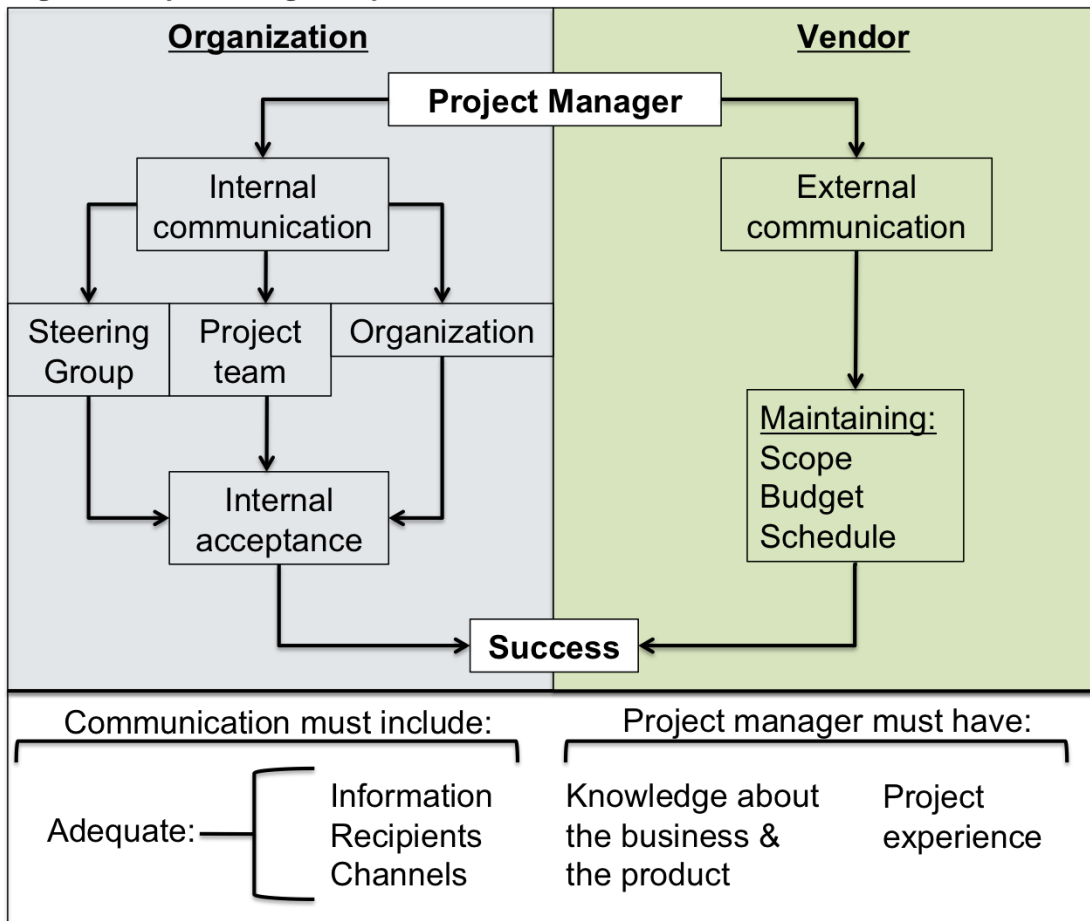 Organization
Vendor
Project Manager
Internal
communication
External
communication
Steering
Group
Project
team
Organization
Maintaining:
Scope
Budget
Schedule
Internal
acceptance
Success
Communication must include:
Project manager must have:
Adequate:
Information
Recipients
Channels
Knowledge about
the business &
the product
Project
experience